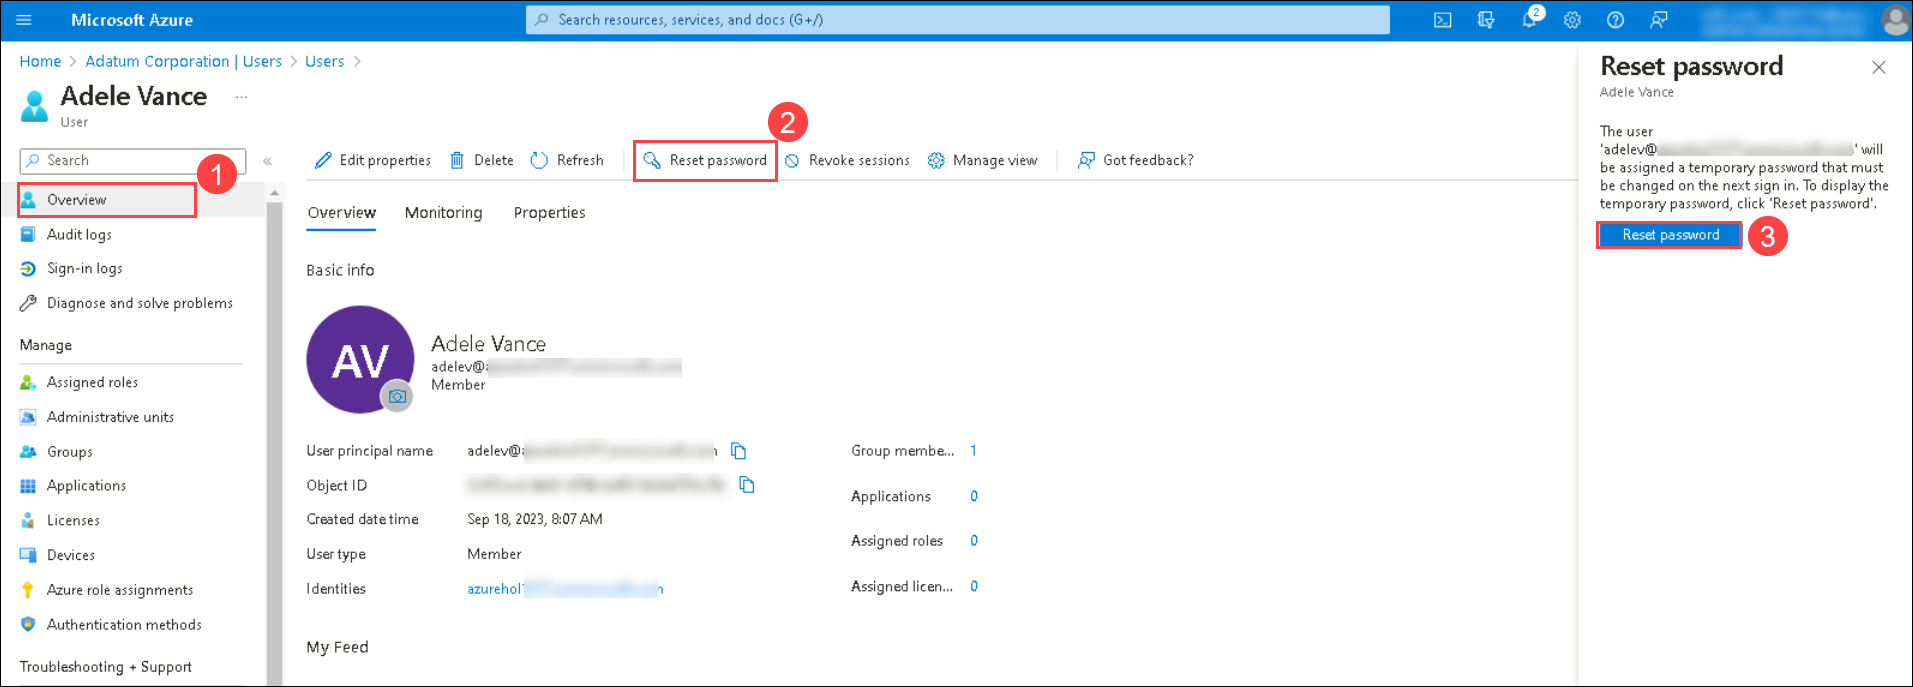 Microsoft Azure
Search resources, services, and docs (G+/)
2
Home > Adatum Corporation | Users > Users >
Adele Vance ...
User
Search
«
1
Overview
Audit logs
Sign-in logs
Diagnose and solve problems
Manage
Assigned roles
Administrative units
Groups
Applications
Licenses
Devices
Azure role assignments
Authentication methods
Troubleshooting + Support
Edit properties Delete Refresh Reset password Revoke sessions Manage view Got feedback?
2
Overview Monitoring Properties
Basic info
AV
Adele Vance
adelev@
Member
User principal name adelev@
Object ID
Created date time Sep 18, 2023, 8:07 AM
User type Member
Identities azurehol
Group membe... 1
Applications 0
Assigned roles 0
Assigned licen... 0
My Feed
Reset password
Adele Vance
The user
'adelev@ ' will
be assigned a temporary password that must
be changed on the next sign in. To display the
temporary password, click 'Reset password'.
Reset password
3